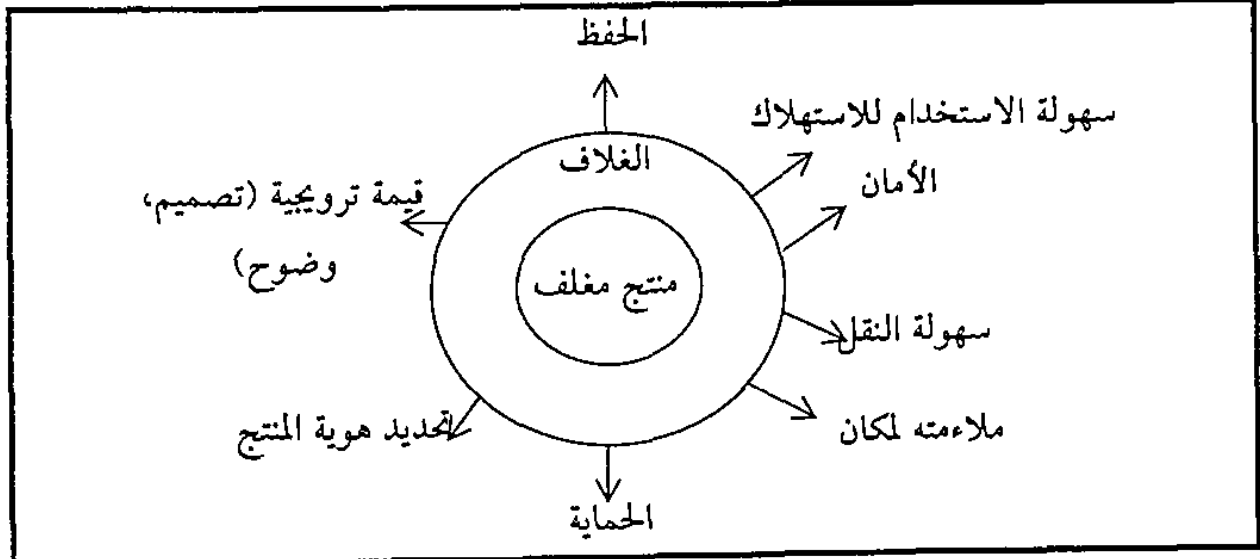 الحفظ
سهولة الاستخدام للاستهلاك
الغلاف
الأمان
قيمة ترويجية (تصميم،
وضوح)
منتج مغلف
سهولة النقل
ملاءمته لمكان
تحديد هوية المنتج
الحماية